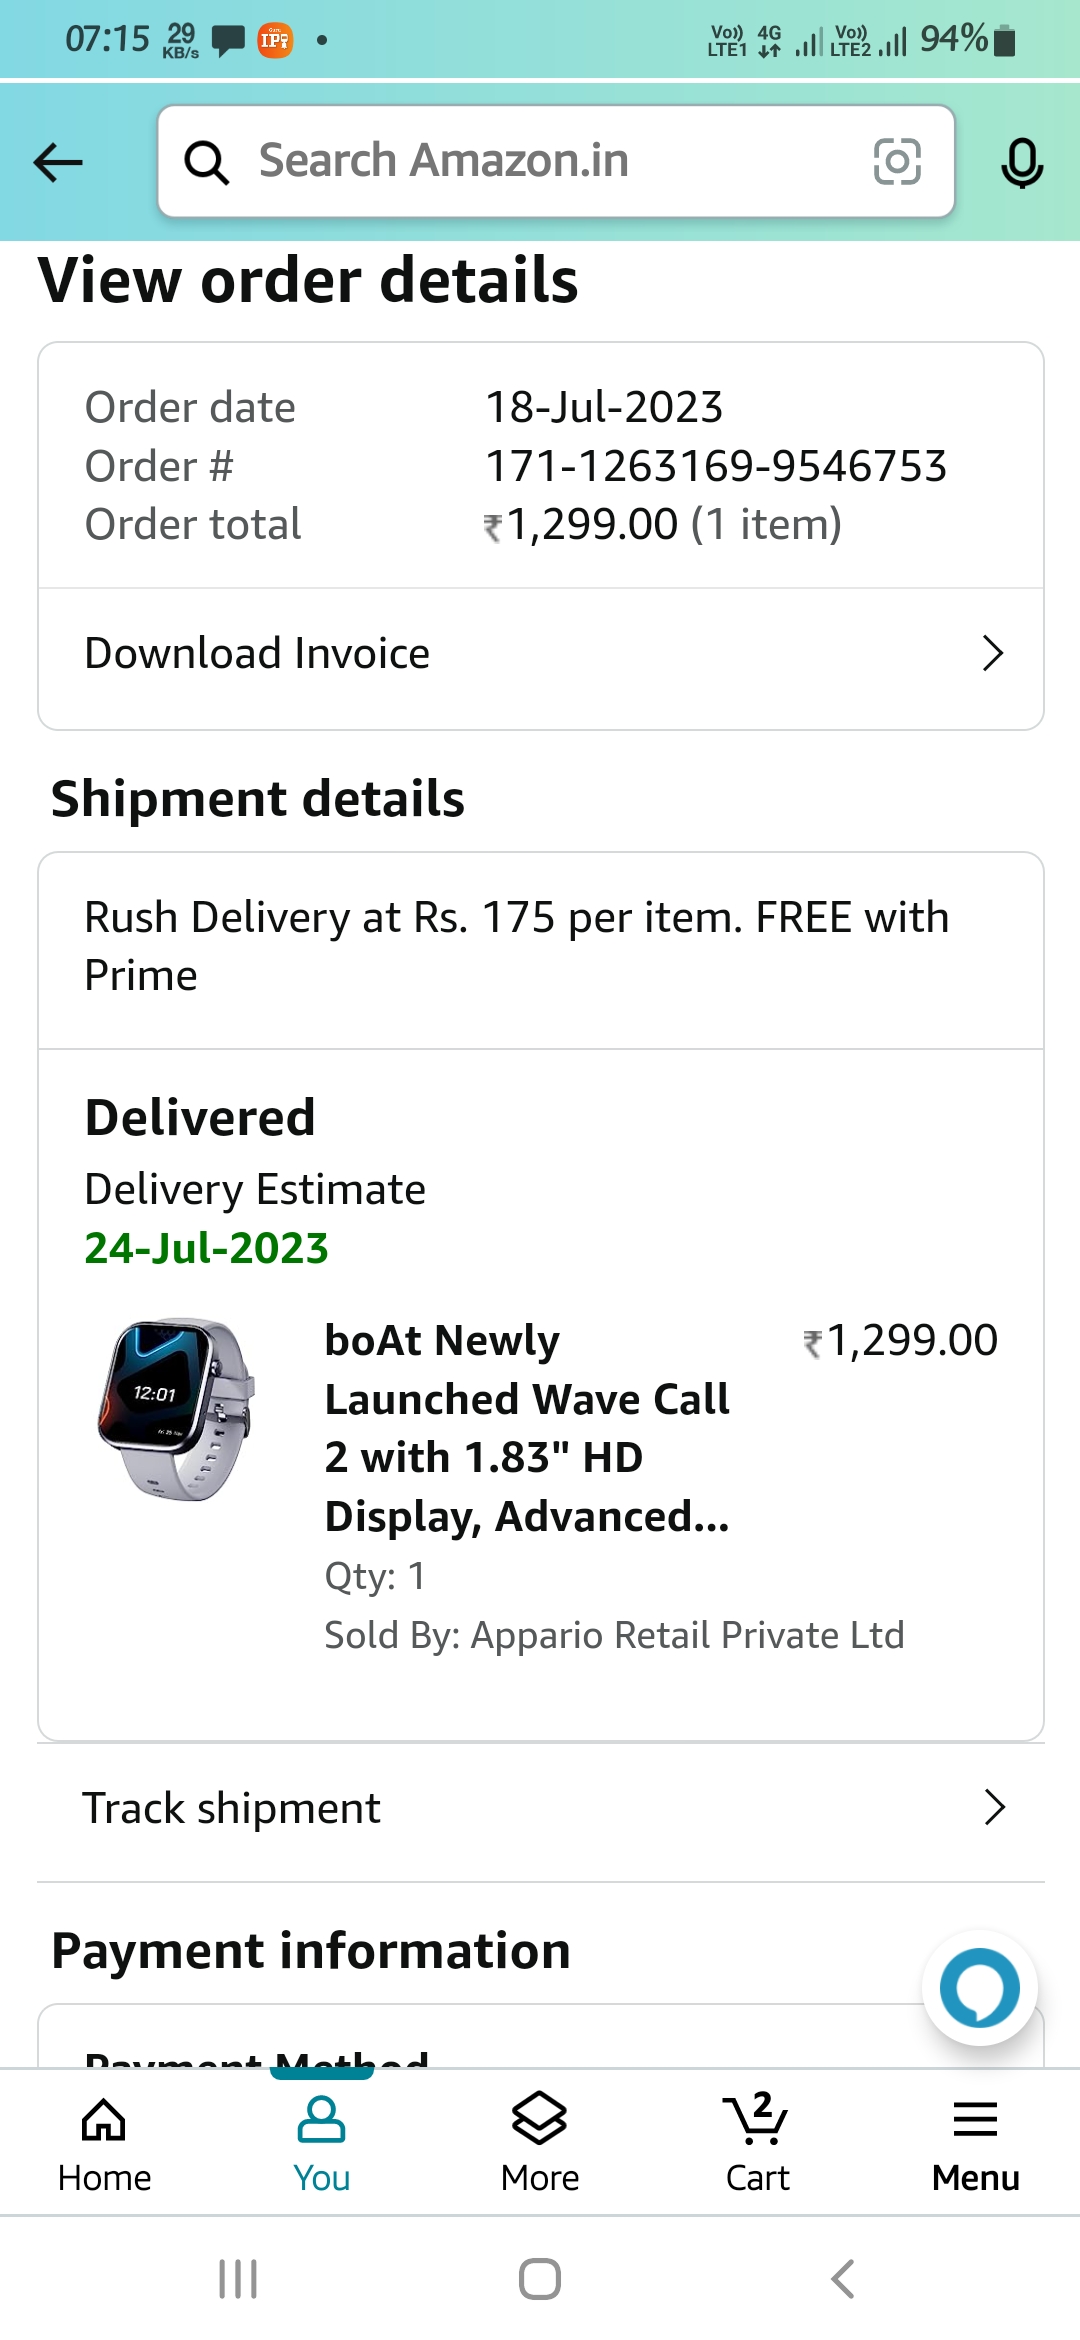 07:15 29 KB/s IPR Vo)) LTE1 4G Vo)) LTE2 94%
Search Amazon.in
View order details
Order date 18-Jul-2023
Order # 171-1263169-9546753
Order total ₹1,299.00 (1 item)
Download Invoice
Shipment details
Rush Delivery at Rs. 175 per item. FREE with
Prime
Delivered
Delivery Estimate
24-Jul-2023
12:01
boAt Newly ₹1,299.00
Launched Wave Call
2 with 1.83" HD
Display, Advanced...
Qty: 1
Sold By: Appario Retail Private Ltd
Track shipment
Payment information
Payment Method
2
Home You More Cart Menu